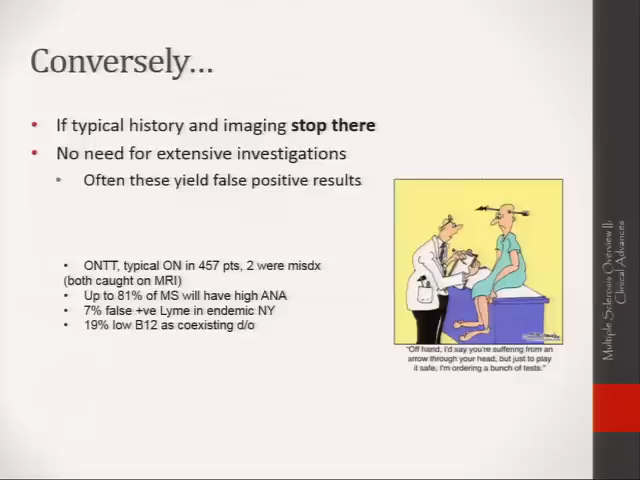 Conversely…
• If typical history and imaging stop there
• No need for extensive investigations
• Often these yield false positive results
• ONTT, typical ON in 457 pts, 2 were misdx
(both caught on MRI)
• Up to 81% of MS will have high ANA
• 7% false +ve Lyme in endemic NY
• 19% low B12 as coexisting d/o
"Off hand, I'd say you're suffering from an
arrow through your head, but just to play
it safe, I'm ordering a bunch of tests."
Multiple Sclerosis Overview II:
Clinical Advances